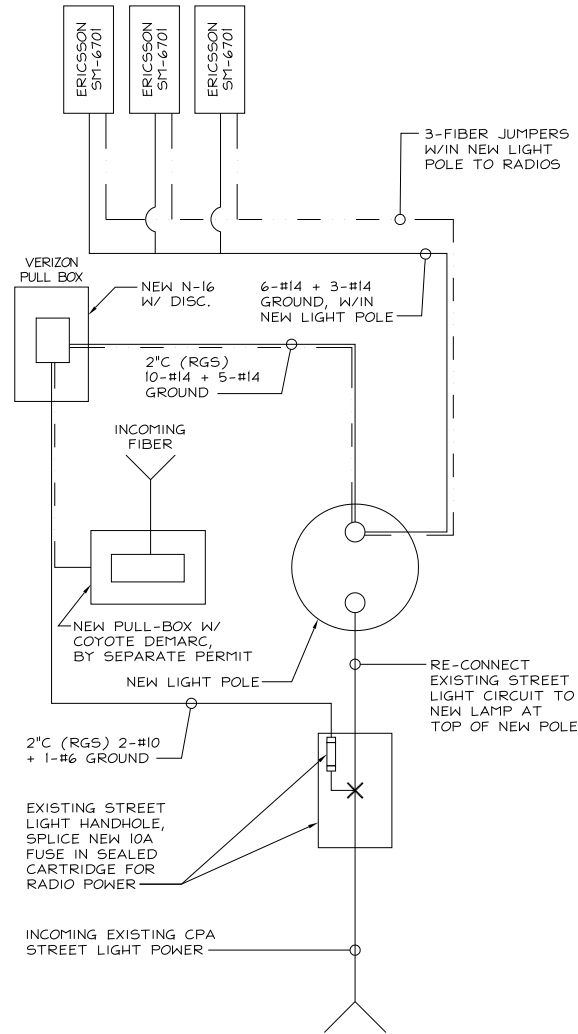 ERICSSON
SM-6701
ERICSSON
SM-6701
ERICSSON
SM-6701
3-FIBER JUMPERS
W/IN NEW LIGHT
POLE TO RADIOS
VERIZON
PULL BOX
NEW N-16
W/ DISC.
6-#14 + 3-#14
GROUND, W/IN
NEW LIGHT POLE
2"C (RGS)
10-#14 + 5-#14
GROUND
INCOMING
FIBER
NEW PULL-BOX W/
COYOTE DEMARC,
BY SEPARATE PERMIT
NEW LIGHT POLE
RE-CONNECT
EXISTING STREET
LIGHT CIRCUIT TO
NEW LAMP AT
TOP OF NEW POLE
2"C (RGS) 2-#10
+ 1-#6 GROUND
EXISTING STREET
LIGHT HANDHOLE,
SPLICE NEW 10A
FUSE IN SEALED
CARTRIDGE FOR
RADIO POWER
INCOMING EXISTING CPA
STREET LIGHT POWER